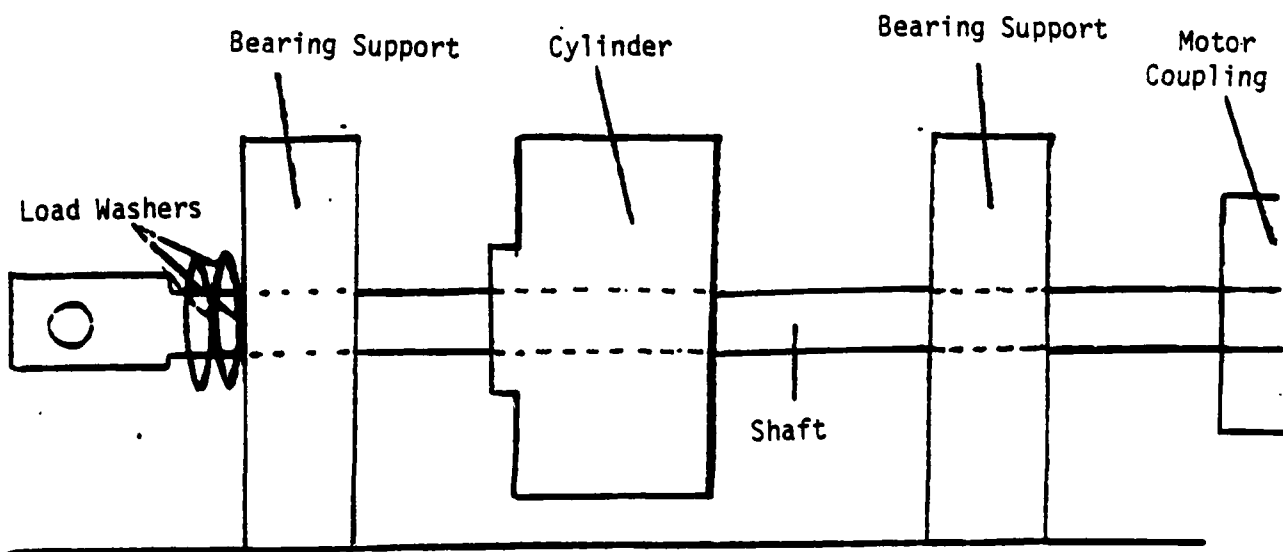 Bearing Support
Cylinder
Bearing Support
Motor
Coupling
Load Washers
Shaft